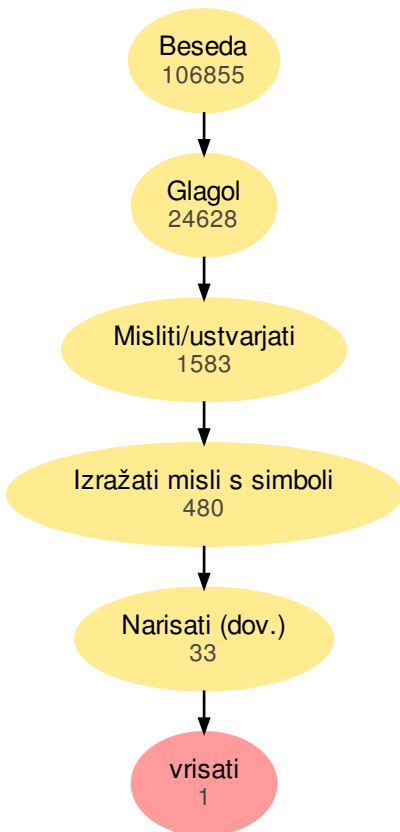 Beseda
106855
Glagol
24628
Misliti/ustvarjati
1583
Izražati misli s simboli
480
Narisati (dov.)
33
vrisati
1